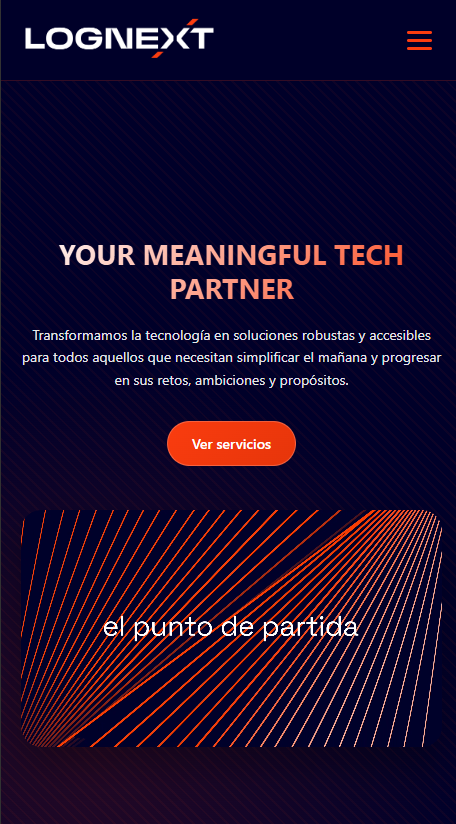 LOGNEXT
YOUR MEANINGFUL TECH
PARTNER
Transformamos la tecnología en soluciones robustas y accesibles
para todos aquellos que necesitan simplificar el mañana y progresar
en sus retos, ambiciones y propósitos.
Ver servicios
el punto de partida